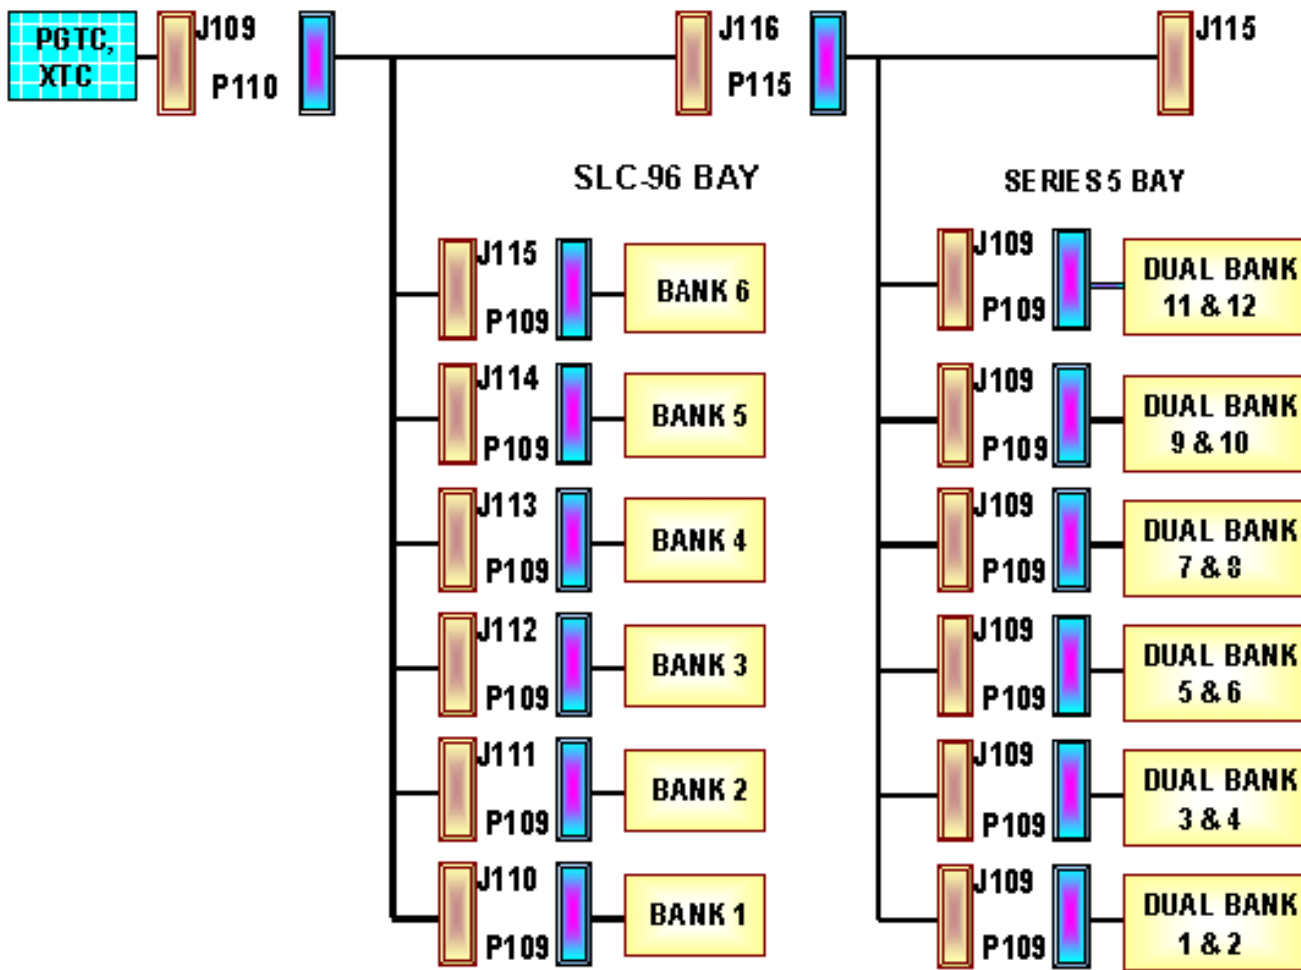 PGTC,
XTC
J109
P110
J116
P115
J115
SLC-96 BAY
SERIES 5 BAY
J115
P109
BANK 6
J109
P109
DUAL BANK
11 & 12
J114
P109
BANK 5
J109
P109
DUAL BANK
9 & 10
J113
P109
BANK 4
J109
P109
DUAL BANK
7 & 8
J112
P109
BANK 3
J109
P109
DUAL BANK
5 & 6
J111
P109
BANK 2
J109
P109
DUAL BANK
3 & 4
J110
P109
BANK 1
J109
P109
DUAL BANK
1 & 2